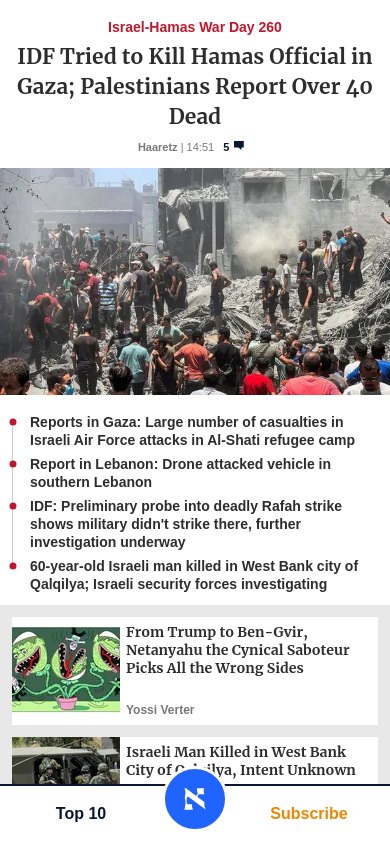 Israel-Hamas War Day 260
IDF Tried to Kill Hamas Official in
Gaza; Palestinians Report Over 40
Dead
Haaretz | 14:51 5
Reports in Gaza: Large number of casualties in
Israeli Air Force attacks in Al-Shati refugee camp
Report in Lebanon: Drone attacked vehicle in
southern Lebanon
IDF: Preliminary probe into deadly Rafah strike
shows military didn't strike there, further
investigation underway
60-year-old Israeli man killed in West Bank city of
Qalqilya; Israeli security forces investigating
From Trump to Ben-Gvir,
Netanyahu the Cynical Saboteur
Picks All the Wrong Sides
Yossi Verter
Israeli Man Killed in West Bank
City of Qalqilya, Intent Unknown
Top 10
Subscribe